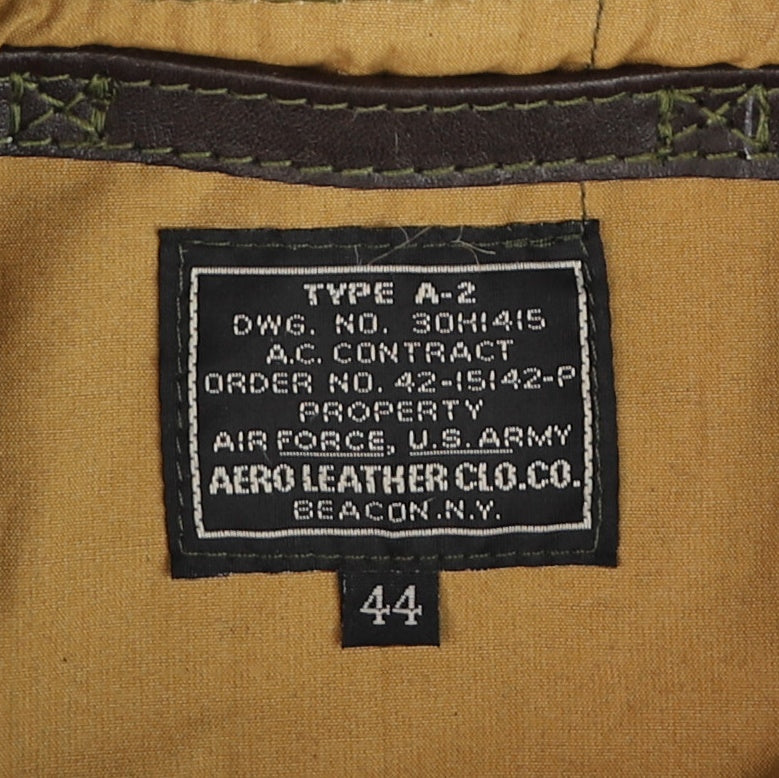 TYPE A-2
DWG. NO. 30H1415
A.C. CONTRACT
ORDER NO. 42-15142-P
PROPERTY
AIR FORCE, U.S. ARMY
AERO LEATHER CLO.CO.
BEACON.N.Y.
44